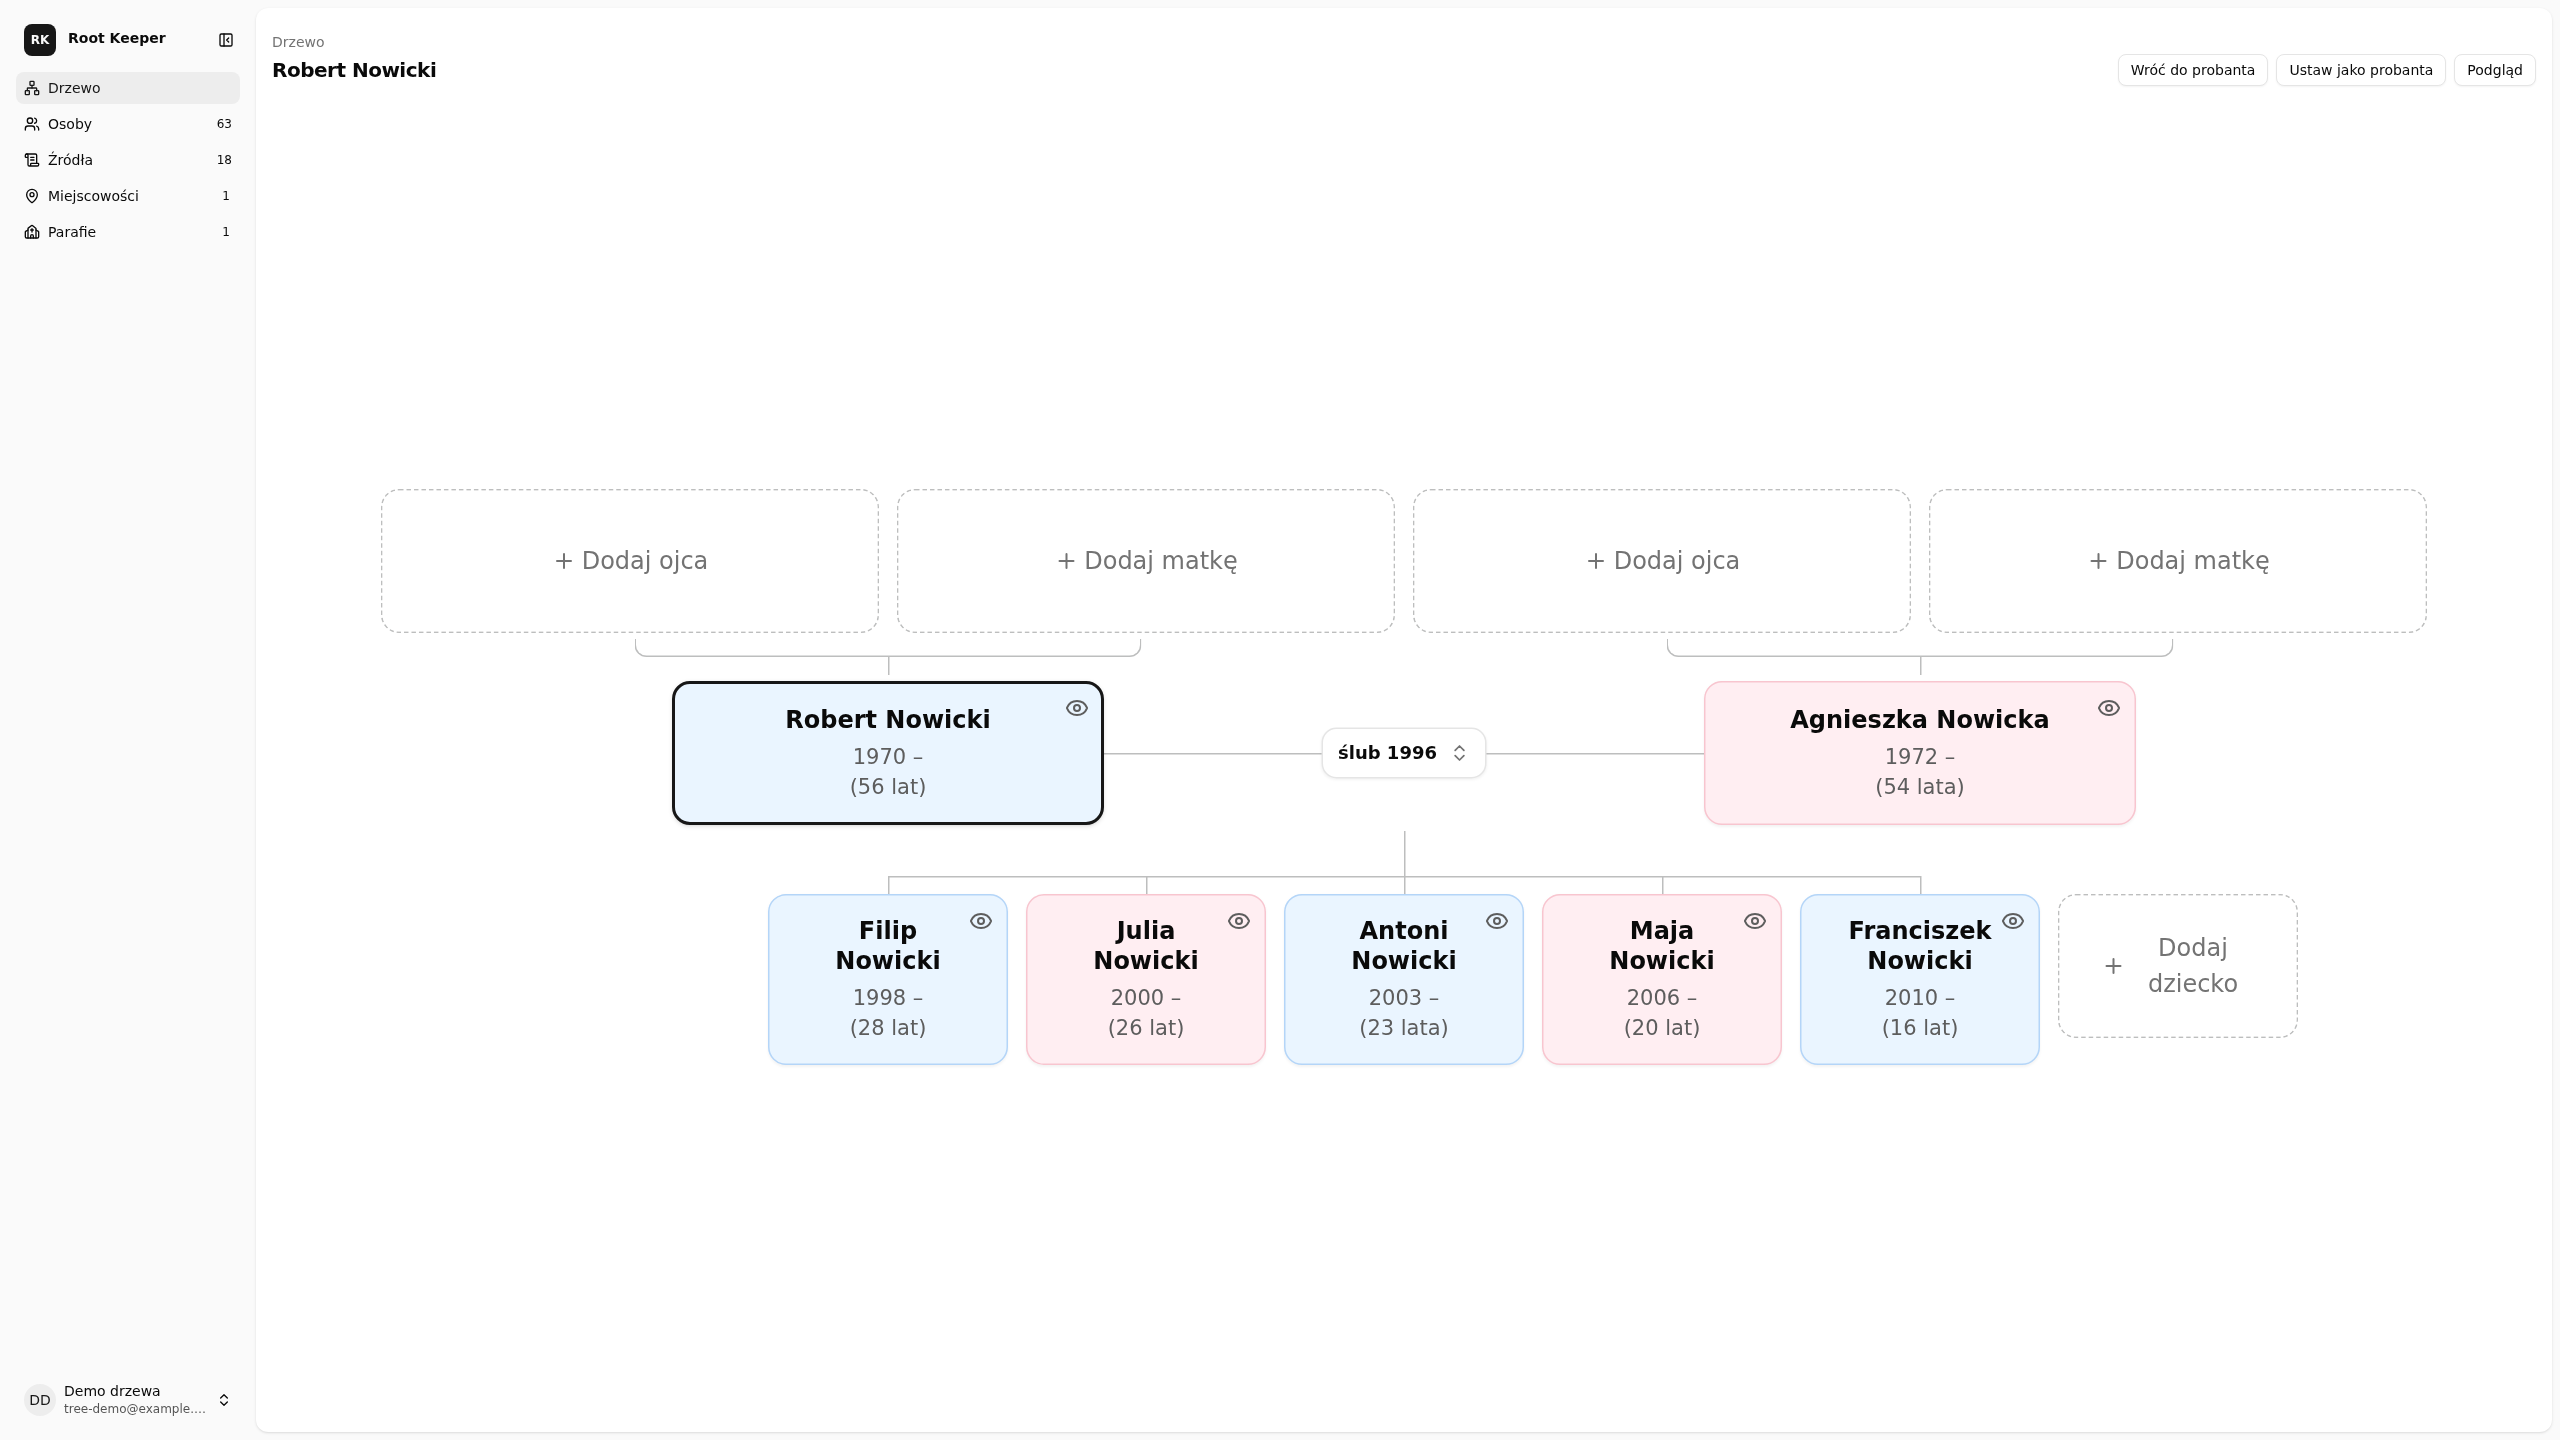 RK Root Keeper
Drzewo
Osoby 63
Źródła 18
Miejscowości 1
Parafie 1
Drzewo
Robert Nowicki
Wróć do probanta Ustaw jako probanta Podgląd
+ Dodaj ojca + Dodaj matkę + Dodaj ojca + Dodaj matkę
Robert Nowicki
1970 –
(56 lat)
ślub 1996
Agnieszka Nowicka
1972 –
(54 lata)
Filip
Nowicki
1998 –
(28 lat)
Julia
Nowicki
2000 –
(26 lat)
Antoni
Nowicki
2003 –
(23 lata)
Maja
Nowicki
2006 –
(20 lat)
Franciszek
Nowicki
2010 –
(16 lat)
+ Dodaj
dziecko
DD Demo drzewa
tree-demo@example....